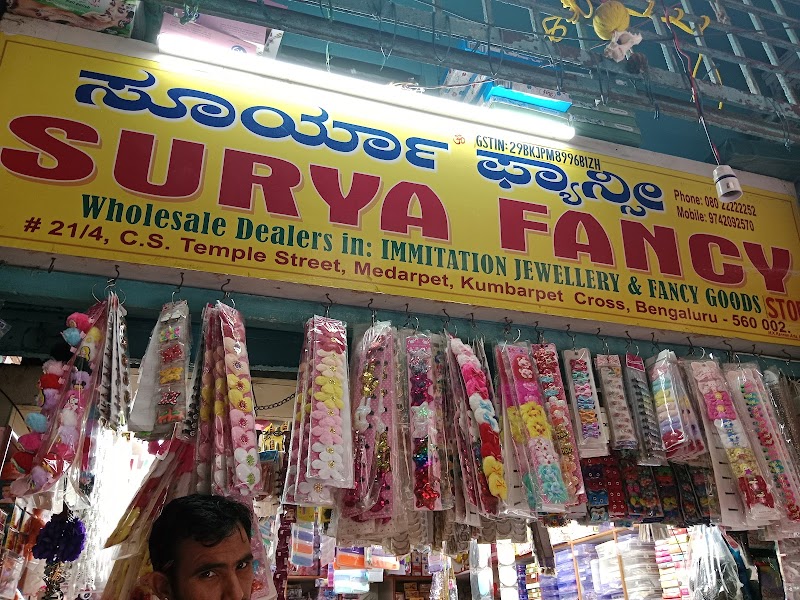 ಸೂರ್ಯಾ ಫ್ಯಾನ್ಸೀ
ॐ
GSTIN:29BKJPM8996B1ZH
SURYA FANCY
Phone: 080 22222252
Mobile: 9742092570
Wholesale Dealers in: IMMITATION JEWELLERY & FANCY GOODS
# 21/4, C.S. Temple Street, Medarpet, Kumbarpet Cross, Bengaluru - 560 002.